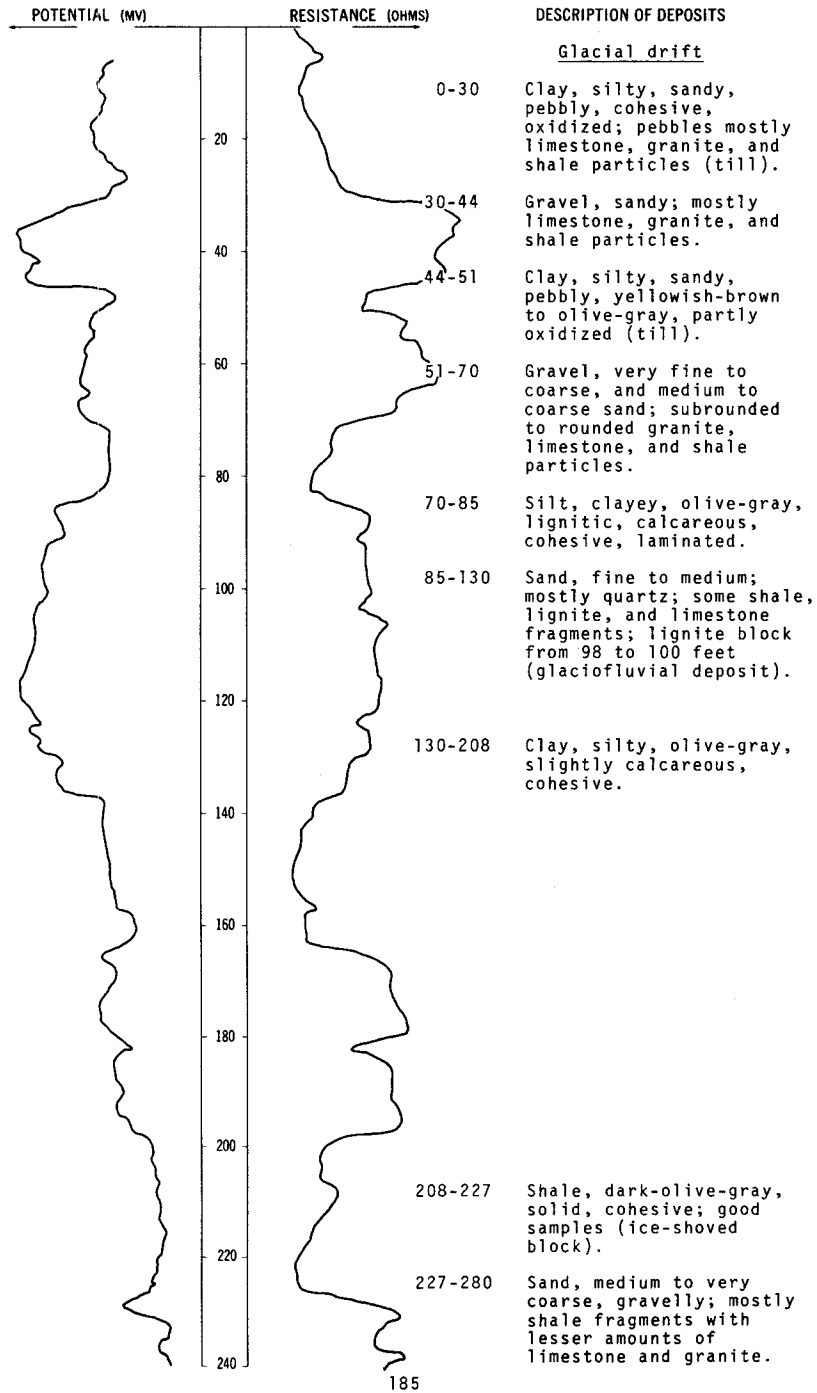 POTENTIAL (MV) RESISTANCE (OHMS) DESCRIPTION OF DEPOSITS
Glacial drift
0-30 Clay, silty, sandy,
pebbly, cohesive,
oxidized; pebbles mostly
limestone, granite, and
shale particles (till).
20
30-44 Gravel, sandy; mostly
limestone, granite, and
shale particles.
40
44-51 Clay, silty, sandy,
pebbly, yellowish-brown
to olive-gray, partly
oxidized (till).
60
51-70 Gravel, very fine to
coarse, and medium to
coarse sand; subrounded
to rounded granite,
limestone, and shale
particles.
80
70-85 Silt, clayey, olive-gray,
lignitic, calcareous,
cohesive, laminated.
100
85-130 Sand, fine to medium;
mostly quartz; some shale,
lignite, and limestone
fragments; lignite block
from 98 to 100 feet
(glaciofluvial deposit).
120
130-208 Clay, silty, olive-gray,
slightly calcareous,
cohesive.
140
160
180
200
208-227 Shale, dark-olive-gray,
solid, cohesive; good
samples (ice-shoved
block).
220
227-280 Sand, medium to very
coarse, gravelly; mostly
shale fragments with
lesser amounts of
limestone and granite.
240
185